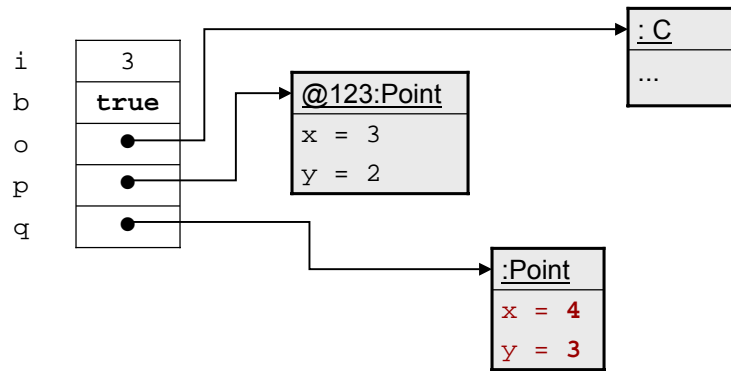 : C
...
i 3
b true
o
p
q
@123:Point
x = 3
y = 2
:Point
x = 4
y = 3